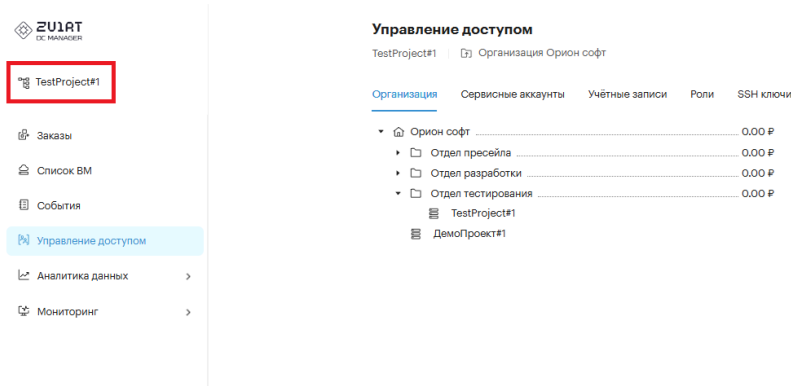 ZVIRT
DC MANAGER
TestProject#1
Заказы
Список ВМ
События
Управление доступом
Аналитика данных
Мониторинг
Управление доступом
TestProject#1 Организация Орион софт
Организация Сервисные аккаунты Учётные записи Роли SSH ключи
Орион софт 0.00 ₽
Отдел пресейла 0.00 ₽
Отдел разработки 0.00 ₽
Отдел тестирования 0.00 ₽
TestProject#1
ДемоПроект#1